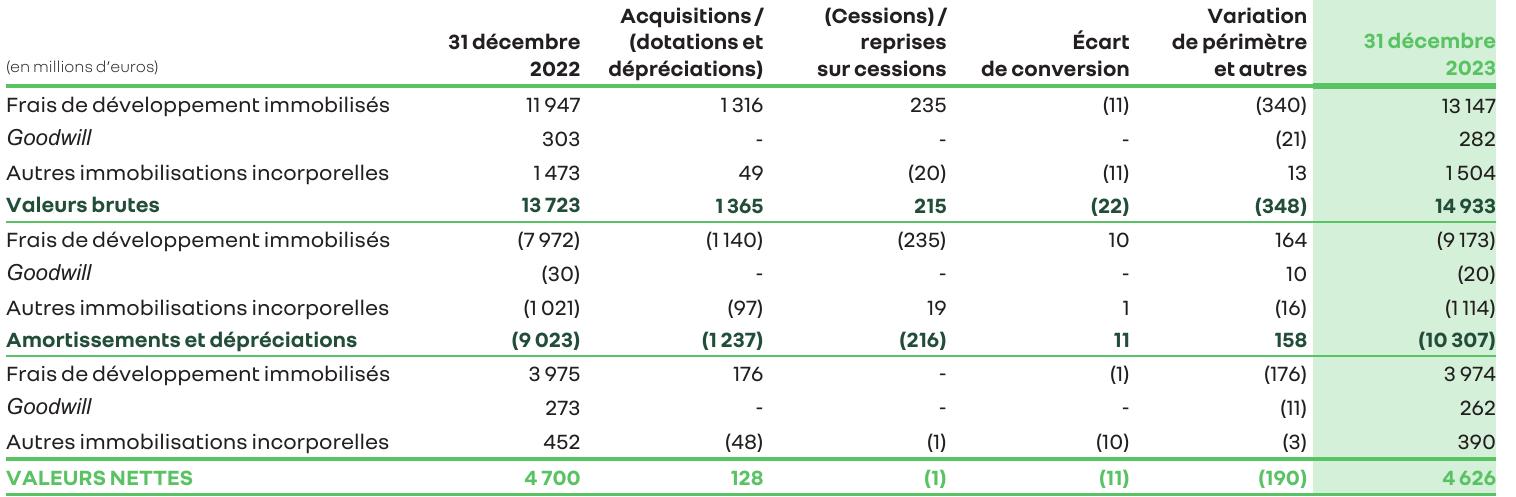 (en millions d’euros) 31 décembre 2022 Acquisitions / (dotations et dépréciations) (Cessions) / reprises sur cessions Écart de conversion Variation de périmètre et autres 31 décembre 2023
Frais de développement immobilisés 11 947 1 316 235 (11) (340) 13 147
Goodwill 303 - - - (21) 282
Autres immobilisations incorporelles 1 473 49 (20) (11) 13 1 504
Valeurs brutes 13 723 1 365 215 (22) (348) 14 933
Frais de développement immobilisés (7 972) (1 140) (235) 10 164 (9 173)
Goodwill (30) - - - 10 (20)
Autres immobilisations incorporelles (1 021) (97) 19 1 (16) (1 114)
Amortissements et dépréciations (9 023) (1 237) (216) 11 158 (10 307)
Frais de développement immobilisés 3 975 176 - (1) (176) 3 974
Goodwill 273 - - - (11) 262
Autres immobilisations incorporelles 452 (48) (1) (10) (3) 390
VALEURS NETTES 4 700 128 (1) (11) (190) 4 626